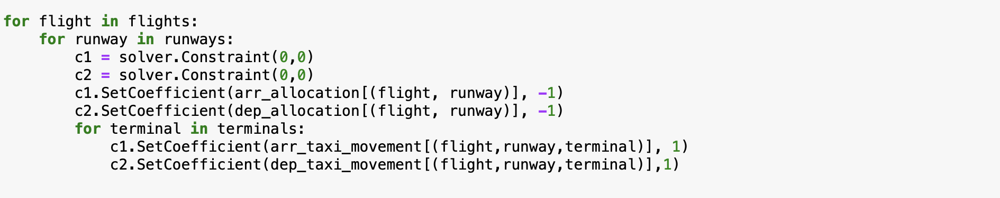 for flight in flights:
    for runway in runways:
        c1 = solver.Constraint(0,0)
        c2 = solver.Constraint(0,0)
        c1.SetCoefficient(arr_allocation[(flight, runway)], -1)
        c2.SetCoefficient(dep_allocation[(flight, runway)], -1)
        for terminal in terminals:
            c1.SetCoefficient(arr_taxi_movement[(flight,runway,terminal)], 1)
            c2.SetCoefficient(dep_taxi_movement[(flight,runway,terminal)],1)